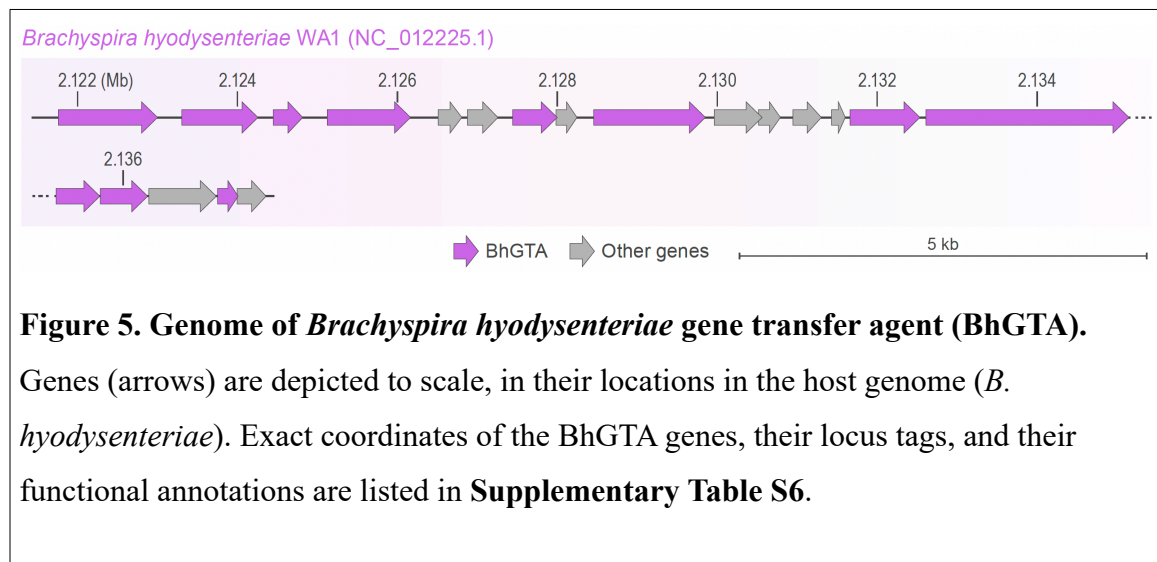 Brachyspira hyodysenteriae WA1 (NC_012225.1)
2.122 (Mb) 2.124 2.126 2.128 2.130 2.132 2.134
2.136
BhGTA Other genes 5 kb
Figure 5. Genome of Brachyspira hyodysenteriae gene transfer agent (BhGTA).
Genes (arrows) are depicted to scale, in their locations in the host genome (B.
hyodysenteriae). Exact coordinates of the BhGTA genes, their locus tags, and their
functional annotations are listed in Supplementary Table S6.